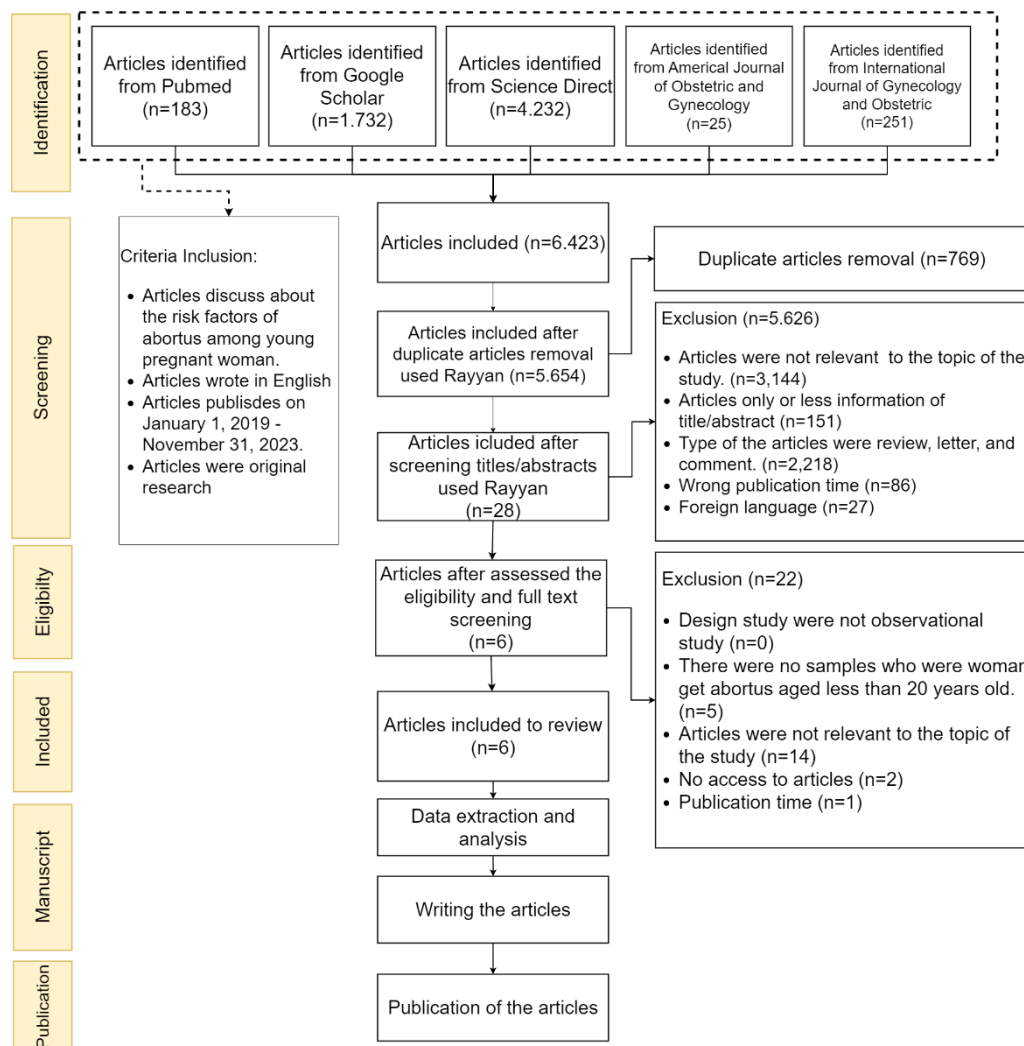 Identification
Articles identified
from Pubmed
(n=183)
Articles identified
from Google
Scholar
(n=1.732)
Articles identified
from Science Direct
(n=4.232)
Articles identified
from Americal Journal
of Obstetric and
Gynecology
(n=25)
Articles identified
from International
Journal of Gynecology
and Obstetric
(n=251)
Screening
Criteria Inclusion:
• Articles discuss about
the risk factors of
abortus among young
pregnant woman.
• Articles wrote in English
• Articles publisdes on
January 1, 2019 -
November 31, 2023.
• Articles were original
research
Articles included (n=6.423)
Duplicate articles removal (n=769)
Articles included after
duplicate articles removal
used Rayyan (n=5.654)
Exclusion (n=5.626)
• Articles were not relevant to the topic of the
study. (n=3,144)
• Articles only or less information of
title/abstract (n=151)
• Type of the articles were review, letter, and
comment. (n=2,218)
• Wrong publication time (n=86)
• Foreign language (n=27)
Articles icluded after
screening titles/abstracts
used Rayyan
(n=28)
Eligibilty
Articles after assessed the
eligibility and full text
screening
(n=6)
Exclusion (n=22)
• Design study were not observational
study (n=0)
• There were no samples who were woman
get abortus aged less than 20 years old.
(n=5)
• Articles were not relevant to the topic of
the study (n=14)
• No access to articles (n=2)
• Publication time (n=1)
Included
Articles included to review
(n=6)
Manuscript
Data extraction and
analysis
Writing the articles
Publication
Publication of the articles